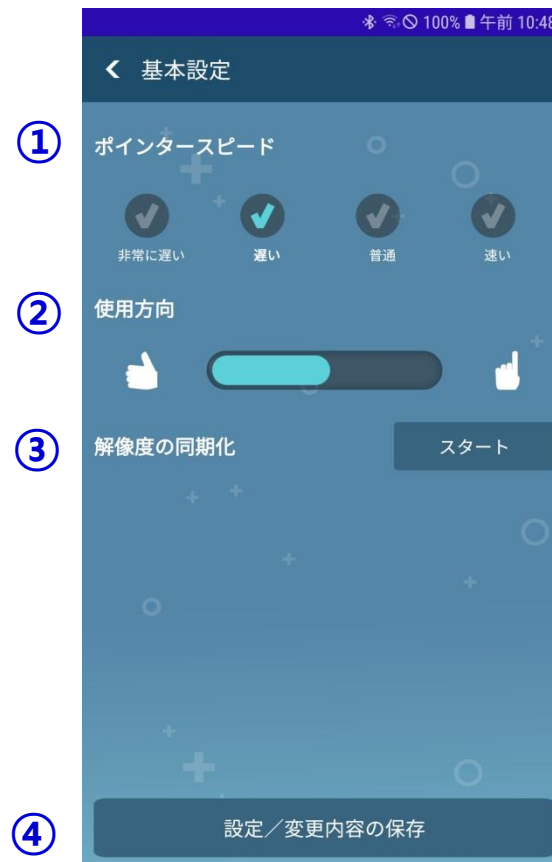 100% 午前 10:48
基本設定
① ポインタースピード
非常に遅い 遅い 普通 速い
② 使用方向
③ 解像度の同期化 スタート
④ 設定／変更内容の保存